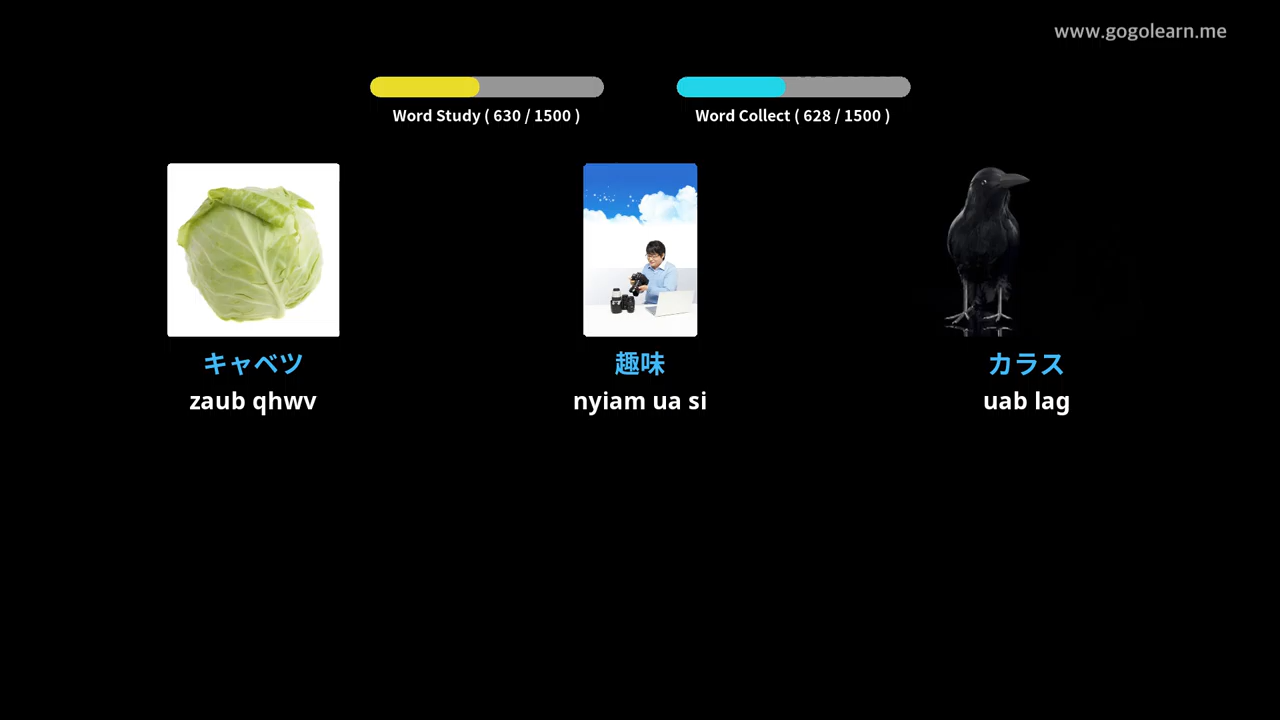 www.gogolearn.me
Word Study ( 630 / 1500 )
Word Collect ( 628 / 1500 )
キャベツ
zaub qhwv
趣味
nyiam ua si
カラス
uab lag